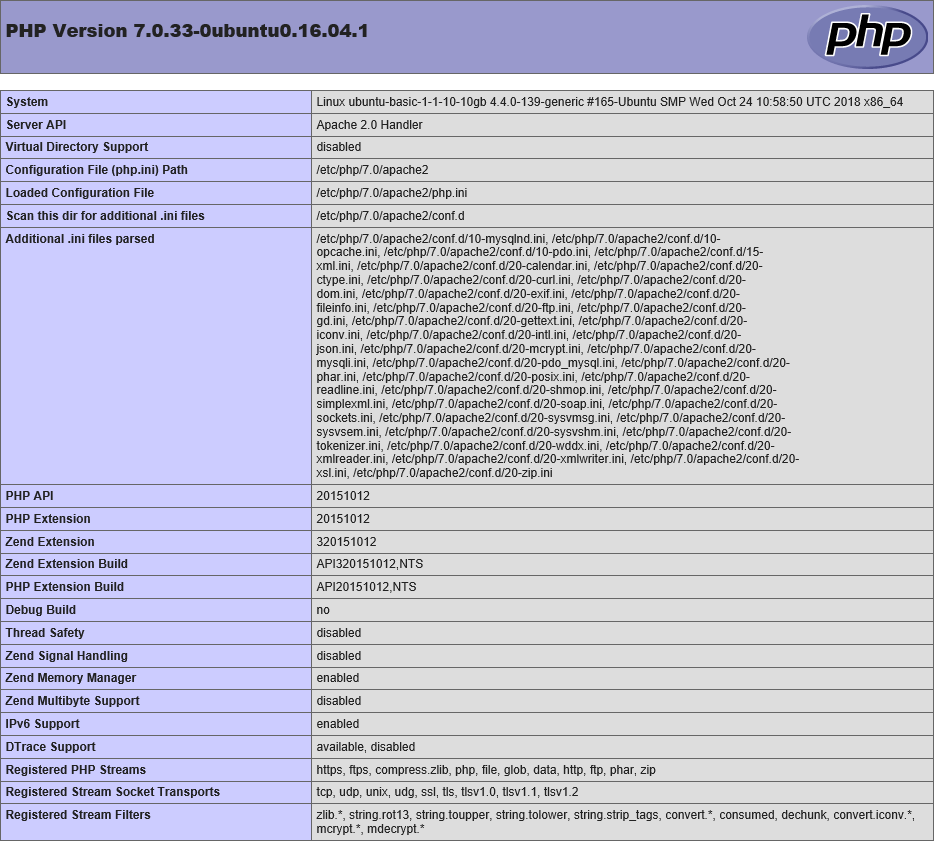 PHP Version 7.0.33-0ubuntu0.16.04.1
php
System Linux ubuntu-basic-1-1-10-10gb 4.4.0-139-generic #165-Ubuntu SMP Wed Oct 24 10:58:50 UTC 2018 x86_64
Server API Apache 2.0 Handler
Virtual Directory Support disabled
Configuration File (php.ini) Path /etc/php/7.0/apache2
Loaded Configuration File /etc/php/7.0/apache2/php.ini
Scan this dir for additional .ini files /etc/php/7.0/apache2/conf.d
Additional .ini files parsed /etc/php/7.0/apache2/conf.d/10-mysqlnd.ini, /etc/php/7.0/apache2/conf.d/10-
opcache.ini, /etc/php/7.0/apache2/conf.d/10-pdo.ini, /etc/php/7.0/apache2/conf.d/15-
xml.ini, /etc/php/7.0/apache2/conf.d/20-calendar.ini, /etc/php/7.0/apache2/conf.d/20-
ctype.ini, /etc/php/7.0/apache2/conf.d/20-curl.ini, /etc/php/7.0/apache2/conf.d/20-
dom.ini, /etc/php/7.0/apache2/conf.d/20-exif.ini, /etc/php/7.0/apache2/conf.d/20-
fileinfo.ini, /etc/php/7.0/apache2/conf.d/20-ftp.ini, /etc/php/7.0/apache2/conf.d/20-
gd.ini, /etc/php/7.0/apache2/conf.d/20-gettext.ini, /etc/php/7.0/apache2/conf.d/20-
iconv.ini, /etc/php/7.0/apache2/conf.d/20-intl.ini, /etc/php/7.0/apache2/conf.d/20-
json.ini, /etc/php/7.0/apache2/conf.d/20-mcrypt.ini, /etc/php/7.0/apache2/conf.d/20-
mysqli.ini, /etc/php/7.0/apache2/conf.d/20-pdo_mysql.ini, /etc/php/7.0/apache2/conf.d/20-
phar.ini, /etc/php/7.0/apache2/conf.d/20-posix.ini, /etc/php/7.0/apache2/conf.d/20-
readline.ini, /etc/php/7.0/apache2/conf.d/20-shmop.ini, /etc/php/7.0/apache2/conf.d/20-
simplexml.ini, /etc/php/7.0/apache2/conf.d/20-soap.ini, /etc/php/7.0/apache2/conf.d/20-
sockets.ini, /etc/php/7.0/apache2/conf.d/20-sysvmsg.ini, /etc/php/7.0/apache2/conf.d/20-
sysvsem.ini, /etc/php/7.0/apache2/conf.d/20-sysvshm.ini, /etc/php/7.0/apache2/conf.d/20-
tokenizer.ini, /etc/php/7.0/apache2/conf.d/20-wddx.ini, /etc/php/7.0/apache2/conf.d/20-
xmlreader.ini, /etc/php/7.0/apache2/conf.d/20-xmlwriter.ini, /etc/php/7.0/apache2/conf.d/20-
xsl.ini, /etc/php/7.0/apache2/conf.d/20-zip.ini
PHP API 20151012
PHP Extension 20151012
Zend Extension 320151012
Zend Extension Build API320151012,NTS
PHP Extension Build API20151012,NTS
Debug Build no
Thread Safety disabled
Zend Signal Handling disabled
Zend Memory Manager enabled
Zend Multibyte Support disabled
IPv6 Support enabled
DTrace Support available, disabled
Registered PHP Streams https, ftps, compress.zlib, php, file, glob, data, http, ftp, phar, zip
Registered Stream Socket Transports tcp, udp, unix, udg, ssl, tls, tlsv1.0, tlsv1.1, tlsv1.2
Registered Stream Filters zlib.*, string.rot13, string.toupper, string.tolower, string.strip_tags, convert.*, consumed, dechunk, convert.iconv.*,
mcrypt.*, mdecrypt.*